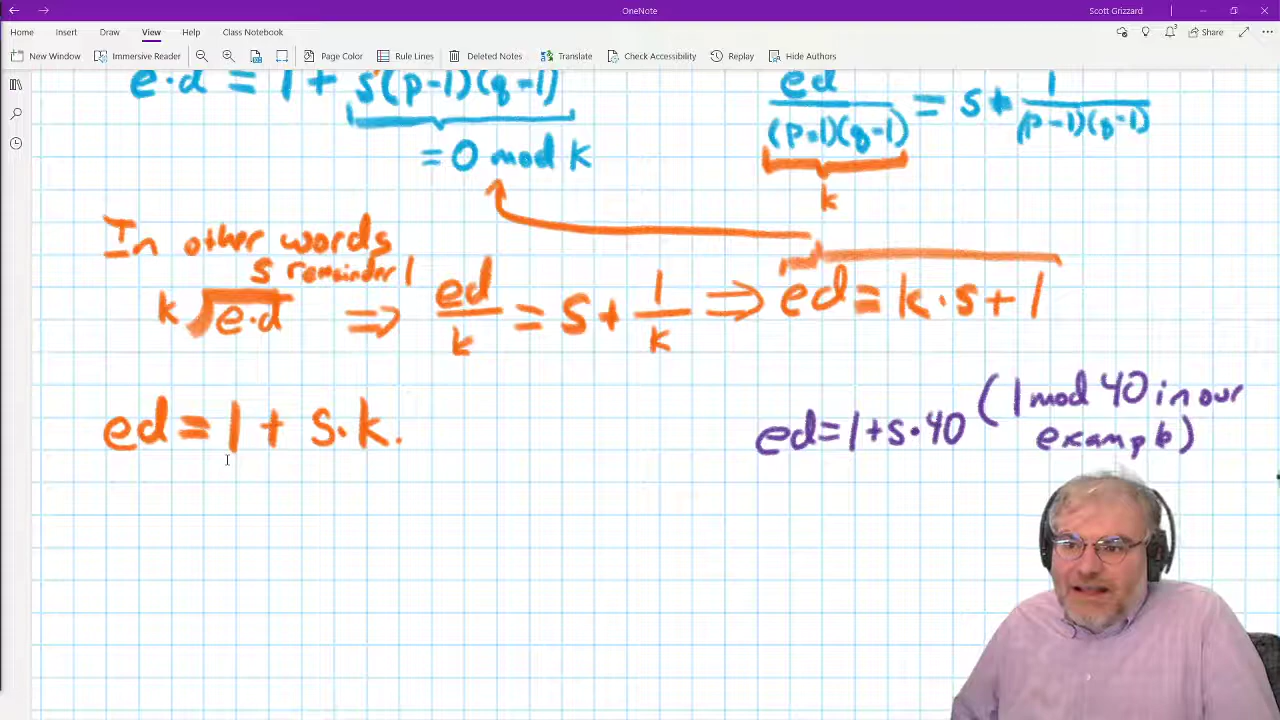 OneNote
Scott Grizzard
Home Insert Draw View Help Class Notebook
Share
New Window Immersive Reader Page Color Rule Lines Deleted Notes Translate Check Accessibility Replay Hide Authors
e·d = 1 + s(p-1)(q-1)
= 0 mod k
ed/(p-1)(q-1) = s + 1/(p-1)(q-1)
k
In other words
s remainder 1
k √e·d ⇒ ed/k = s + 1/k ⇒ ed = k·s + 1
ed = 1 + s·k.
ed = 1 + s·40 (1 mod 40 in our
example)